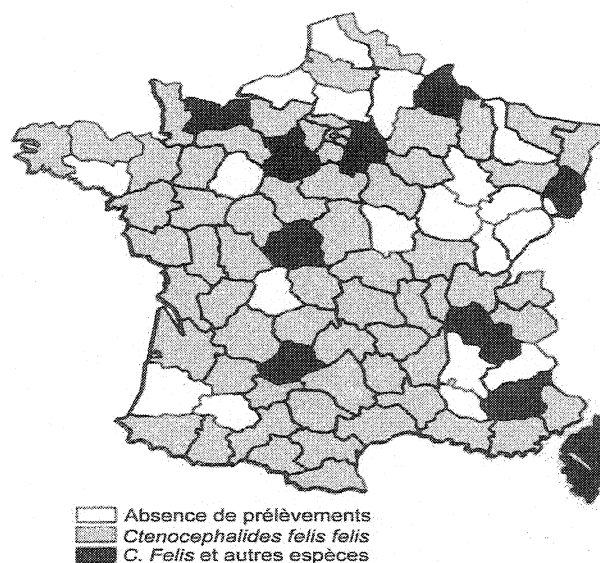 Absence de prélèvements
Ctenocephalides felis felis
C. Felis et autres espèces